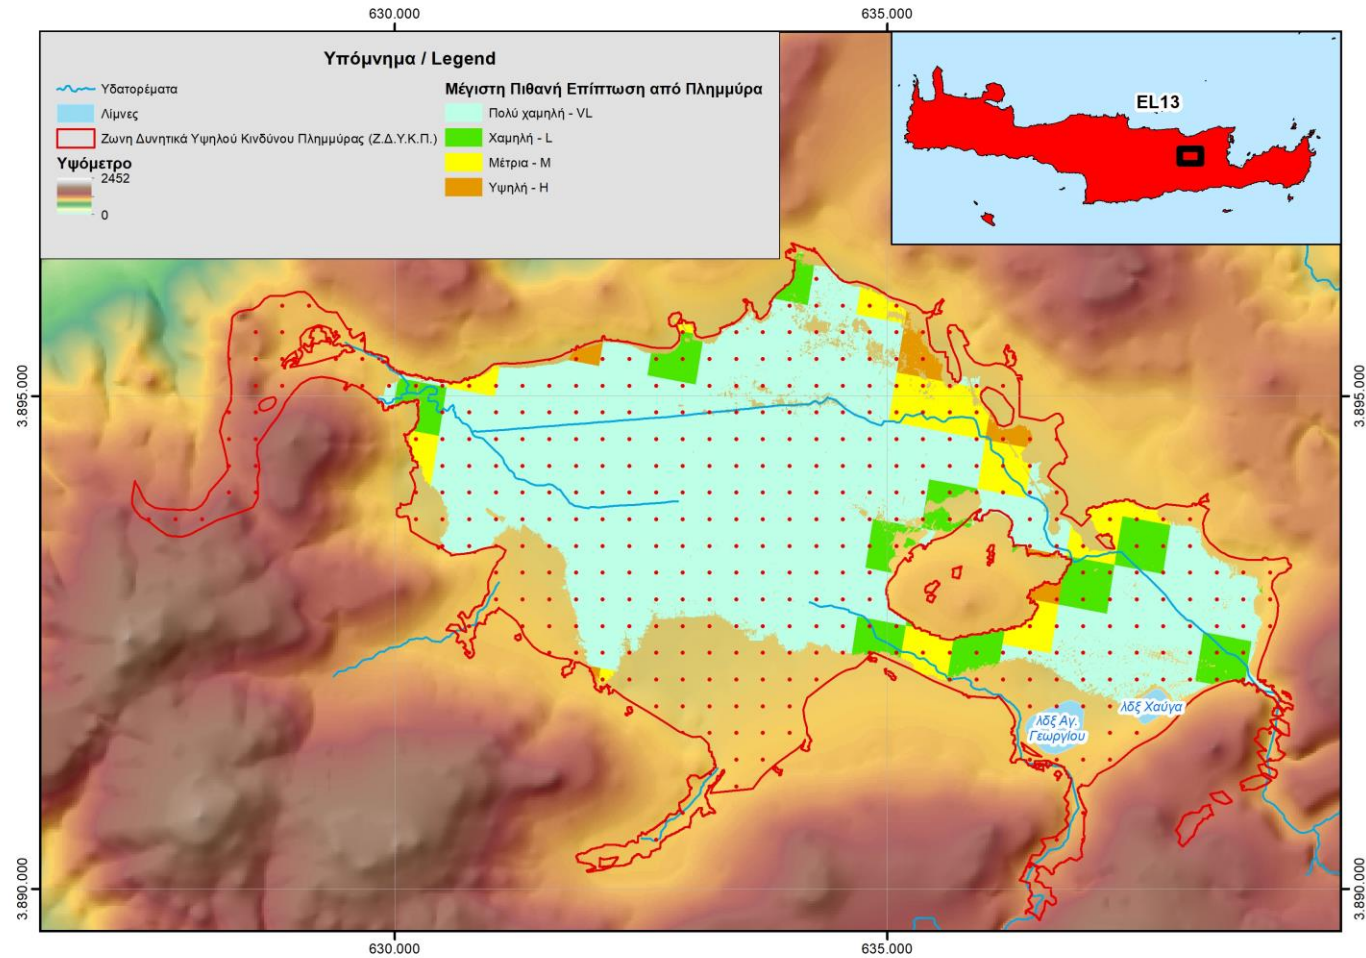 630.000
635.000
Υπόμνημα / Legend
Υδατορέματα
Λίμνες
Ζωνη Δυνητικά Υψηλού Κινδύνου Πλημμύρας (Ζ.Δ.Υ.Κ.Π.)
Υψόμετρο
2452
0
Μέγιστη Πιθανή Επίπτωση από Πλημμύρα
Πολύ χαμηλή - VL
Χαμηλή - L
Μέτρια - M
Υψηλή - H
EL13
3.895.000
3.895.000
λδξ Αγ.
Γεωργίου
λδξ Χαύγα
3.890.000
3.890.000
630.000
635.000